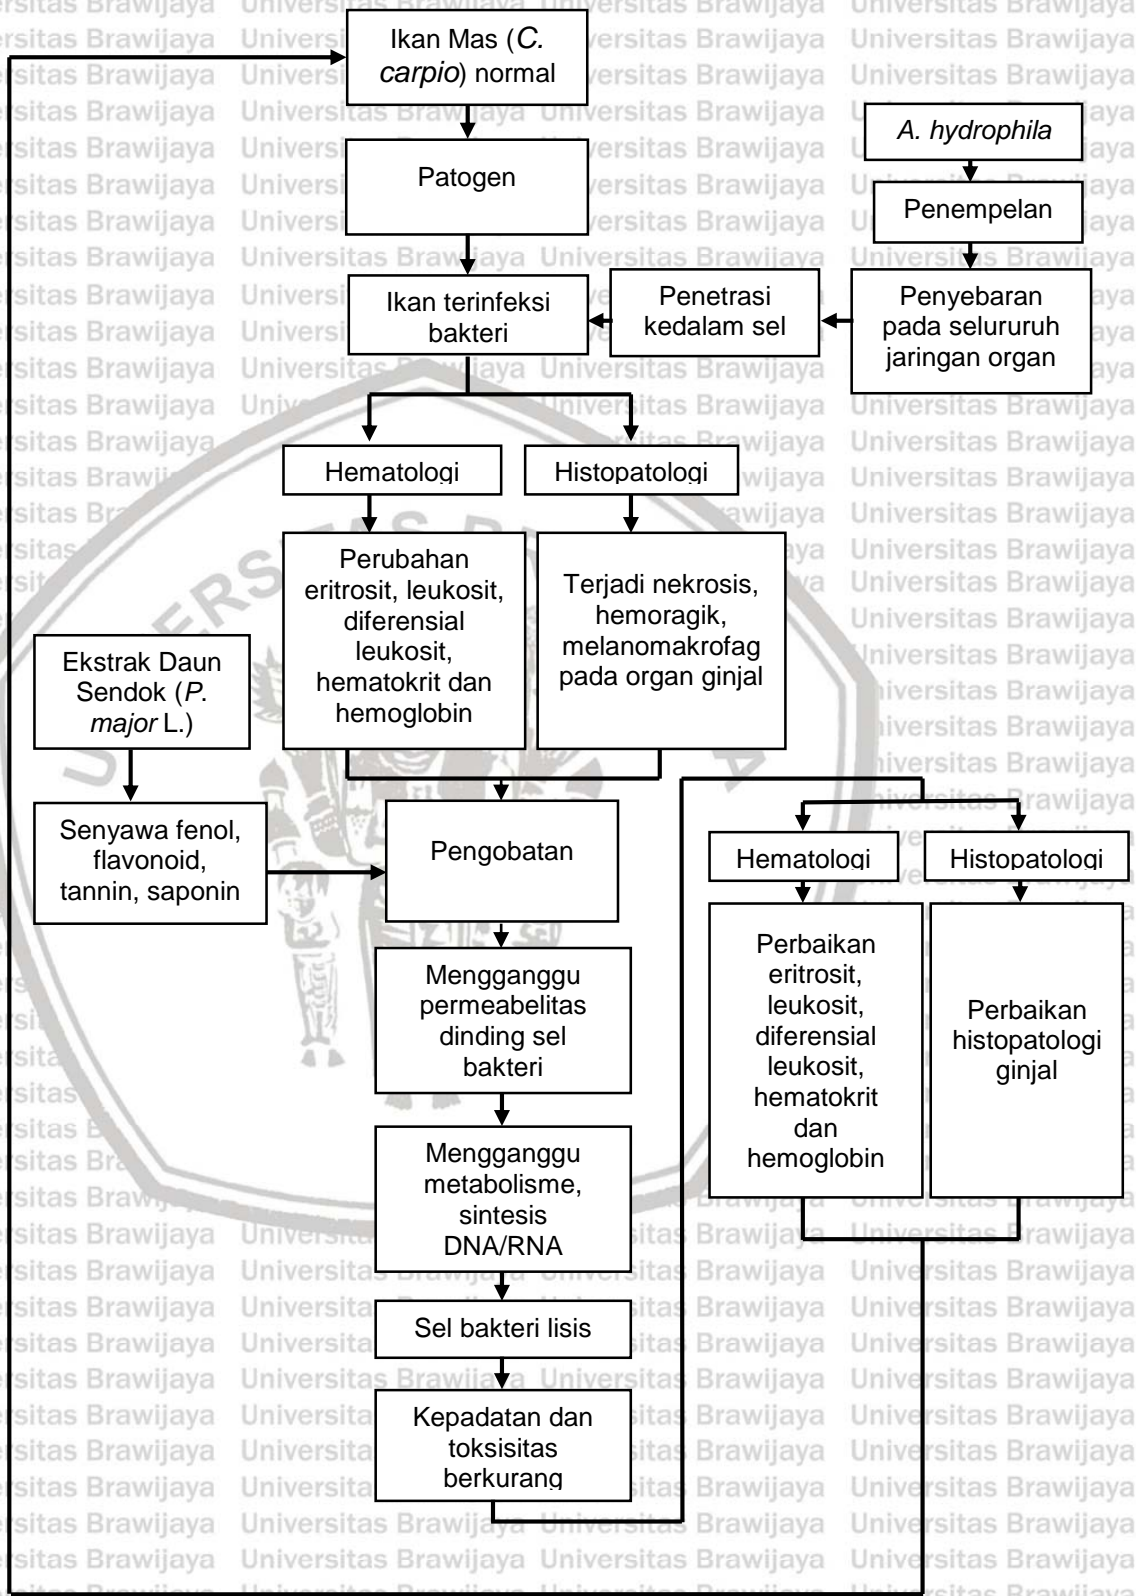 Ikan Mas (C.
carpio) normal
Patogen
A. hydrophila
Penempelan
Penyebaran
pada selururuh
jaringan organ
Penetrasi
kedalam sel
Ikan terinfeksi
bakteri
Hematologi
Histopatologi
Perubahan
eritrosit, leukosit,
diferensial
leukosit,
hematokrit dan
hemoglobin
Terjadi nekrosis,
hemoragik,
melanomakrofag
pada organ ginjal
Ekstrak Daun
Sendok (P.
major L.)
Senyawa fenol,
flavonoid,
tannin, saponin
Pengobatan
Mengganggu
permeabelitas
dinding sel
bakteri
Mengganggu
metabolisme,
sintesis
DNA/RNA
Sel bakteri lisis
Kepadatan dan
toksisitas
berkurang
Hematologi
Histopatologi
Perbaikan
eritrosit,
leukosit,
diferensial
leukosit,
hematokrit
dan
hemoglobin
Perbaikan
histopatologi
ginjal